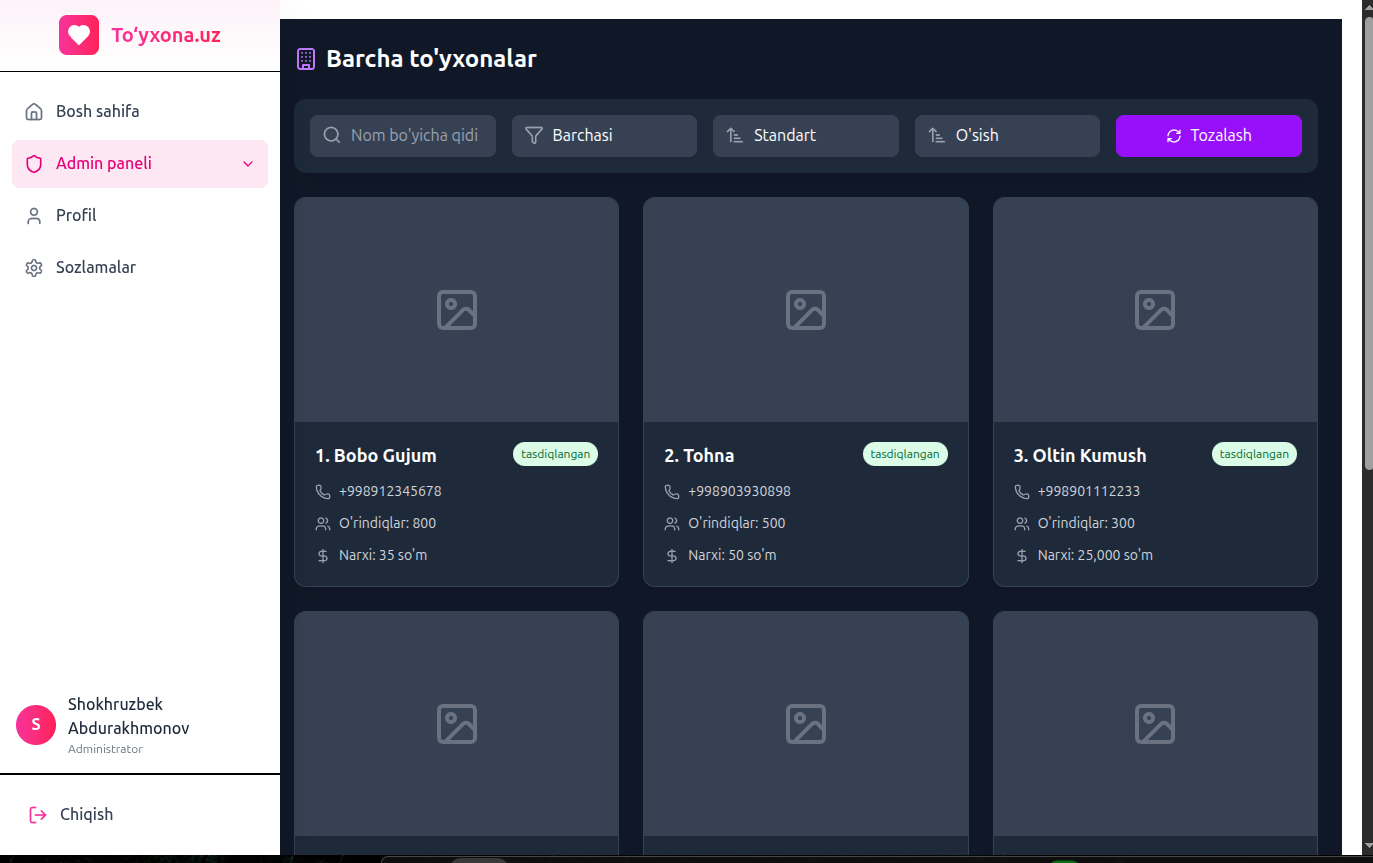 To‘yxona.uz
Bosh sahifa
Admin paneli
Profil
Sozlamalar
S
Shokhruzbek
Abdurakhmonov
Administrator
Chiqish
Barcha to'yxonalar
Nom bo'yicha qidi
Barchasi
Standart
O'sish
Tozalash
1. Bobo Gujum
tasdiqlangan
+998912345678
O'rindiqlar: 800
Narxi: 35 so'm
2. Tohna
tasdiqlangan
+998903930898
O'rindiqlar: 500
Narxi: 50 so'm
3. Oltin Kumush
tasdiqlangan
+998901112233
O'rindiqlar: 300
Narxi: 25,000 so'm